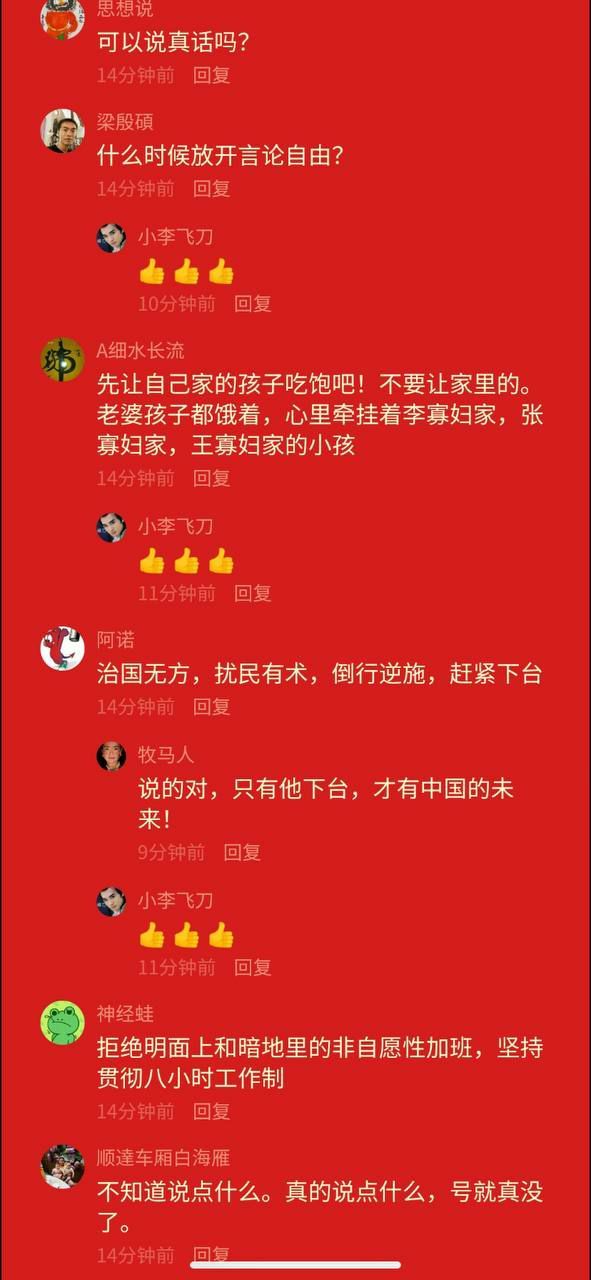 思想说
可以说真话吗？
14分钟前 回复
梁殷碩
什么时候放开言论自由？
14分钟前 回复
小李飞刀
👍👍👍
10分钟前 回复
A细水长流
先让自己家的孩子吃饱吧！不要让家里的。
老婆孩子都饿着，心里牵挂着李寡妇家，张
寡妇家，王寡妇家的小孩
14分钟前 回复
小李飞刀
👍👍👍
11分钟前 回复
阿诺
治国无方，扰民有术，倒行逆施，赶紧下台
14分钟前 回复
牧马人
说的对，只有他下台，才有中国的未
来！
9分钟前 回复
小李飞刀
👍👍👍
11分钟前 回复
神经蛙
拒绝明面上和暗地里的非自愿性加班，坚持
贯彻八小时工作制
14分钟前 回复
顺達车厢白海雁
不知道说点什么。真的说点什么，号就真没
了。
14分钟前 回复